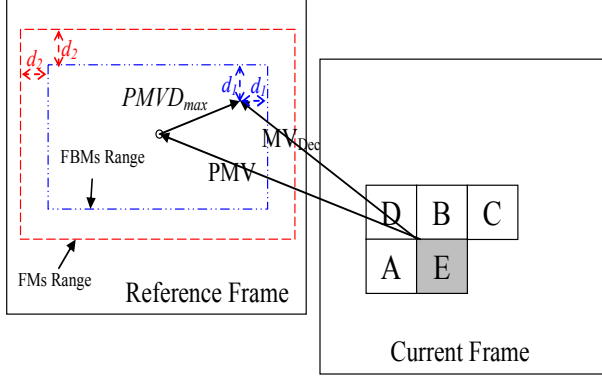 d2
d2
d1
d1
PMVDmax
MVDec
FBMs Range
PMV
D B C
A E
FMs Range
Reference Frame
Current Frame